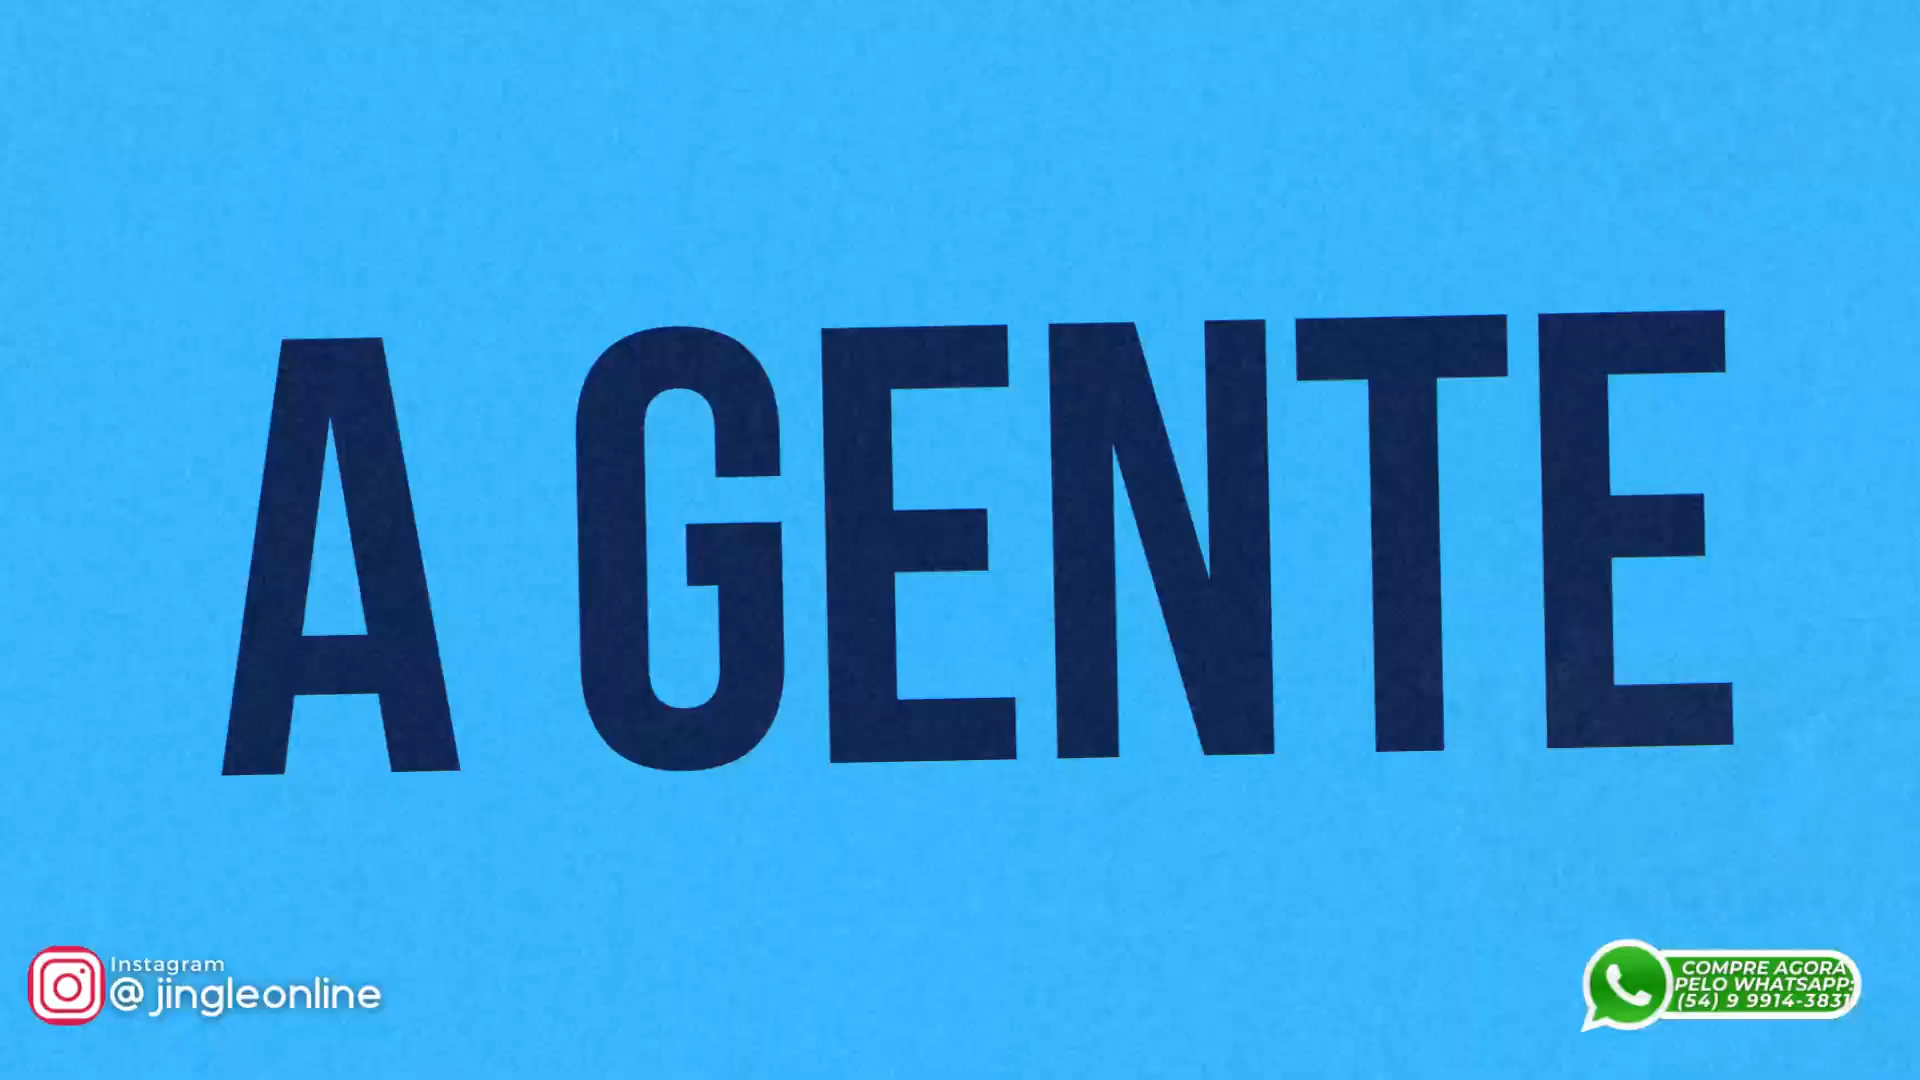 A GENTE
Instagram
@jingleonline
COMPRE AGORA
PELO WHATSAPP:
(54) 9 9914-3831